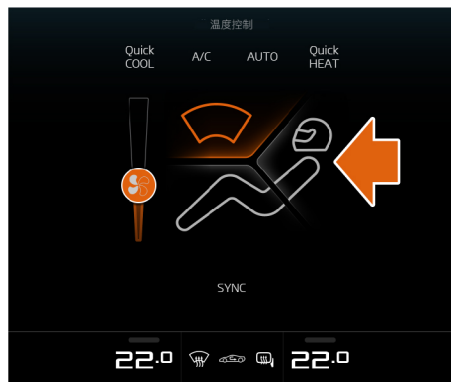 温度控制
Quick COOL
A/C
AUTO
Quick HEAT
SYNC
22.0
22.0